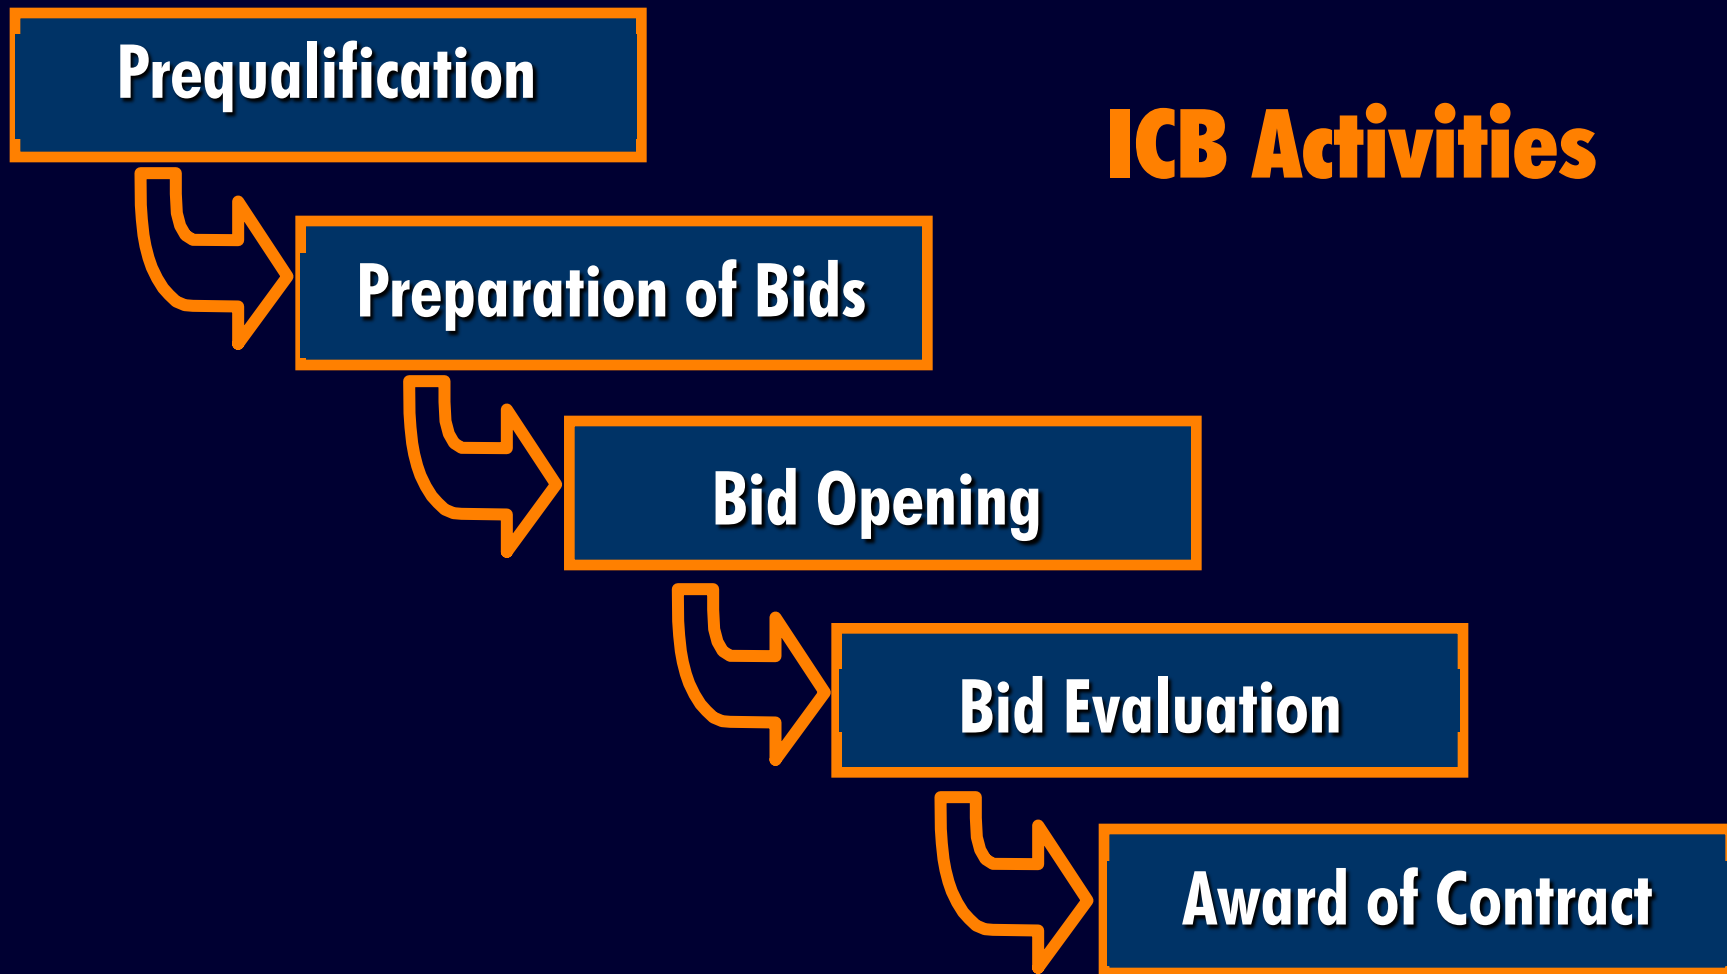 Prequalification
ICB Activities
Preparation of Bids
Bid Opening
Bid Evaluation
Award of Contract